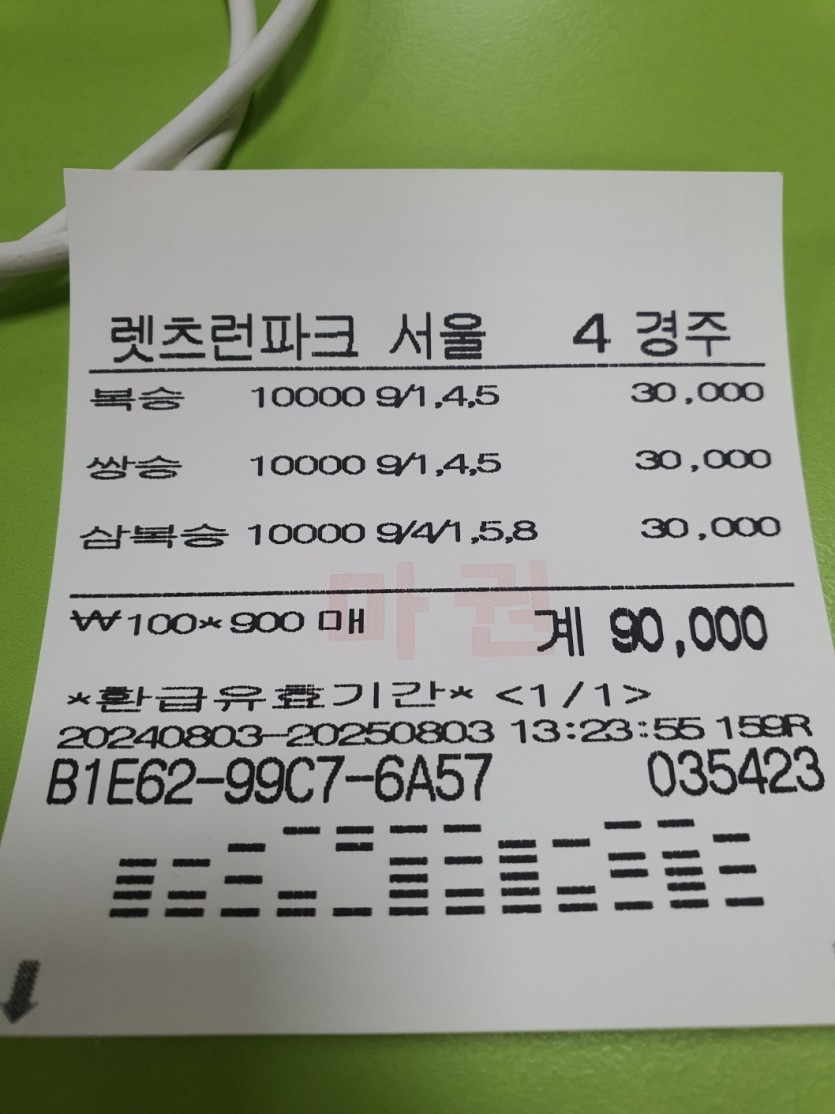 렛츠런파크 서울 4 경주
복승 10000 9/1,4,5 30,000
쌍승 10000 9/1,4,5 30,000
삼복승 10000 9/4/1,5,8 30,000
마권
₩100*900 매 계 90,000
*환급유효기간* <1/1>
20240803-20250803 13:23:55 159R
B1E62-99C7-6A57 035423